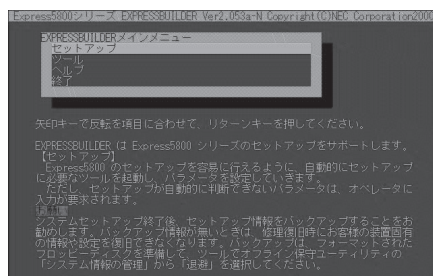 Express5800シリーズ EXPRESSBUILDER Ver2.053a-N Copyright(C)NEC Corporation2000
EXPRESSBUILDERメインメニュー
セットアップ
ツール
ヘルプ
終了
矢印キーで反転を項目に合わせて、リターンキーを押してください。
EXPRESSBUILDER は Express5800 シリーズのセットアップをサポートします。
【セットアップ】
Express5800 のセットアップを容易に行えるように、自動的にセットアップ
に必要なツールを起動し、パラメータを設定していきます。
ただし、セットアップが自動的に判断できないパラメータは、オペレータに
入力が要求されます。
システムセットアップ終了後、セットアップ情報をバックアップすることをお
勧めします。バックアップ情報が無いときは、修理復旧時にお客様の装置固有
の情報や設定を復旧できなくなります。バックアップは、フォーマットされた
フロッピーディスクを準備して、ツールでオフライン保守ユーティリティの
「システム情報の管理」から「退避」を選択してください。